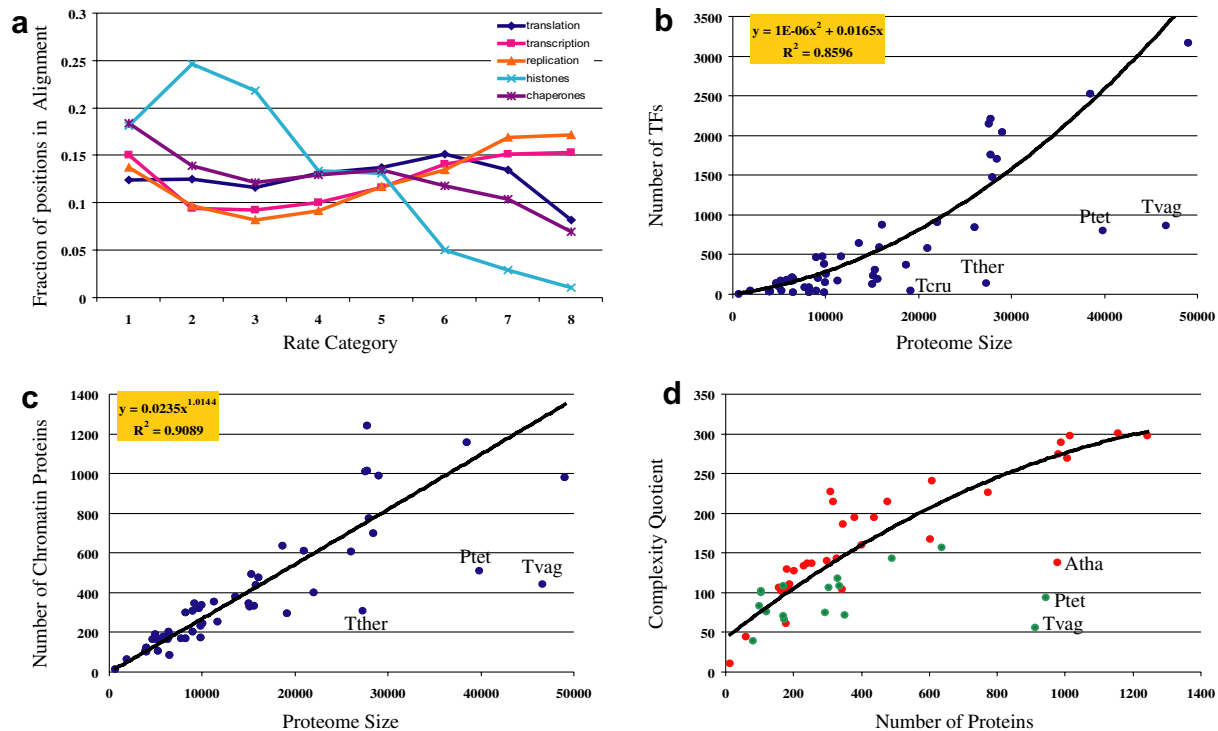 a
0.3
0.25
0.2
0.15
0.1
0.05
0
1 2 3 4 5 6 7 8
Rate Category
Fraction of positions in Alignment
translation
transcription
replication
histones
chaperones
b
3500
3000
2500
2000
1500
1000
500
0
0 10000 20000 30000 40000 50000
Proteome Size
Number of TFs
y = 1E-06x² + 0.0165x
R² = 0.8596
Ptet
Tvag
Tther
Tcru
c
1400
1200
1000
800
600
400
200
0
0 10000 20000 30000 40000 50000
Proteome Size
Number of Chromatin Proteins
y = 0.0235x^1.0144
R² = 0.9089
Ptet
Tvag
Tther
d
350
300
250
200
150
100
50
0
0 200 400 600 800 1000 1200 1400
Number of Proteins
Complexity Quotient
Atha
Ptet
Tvag